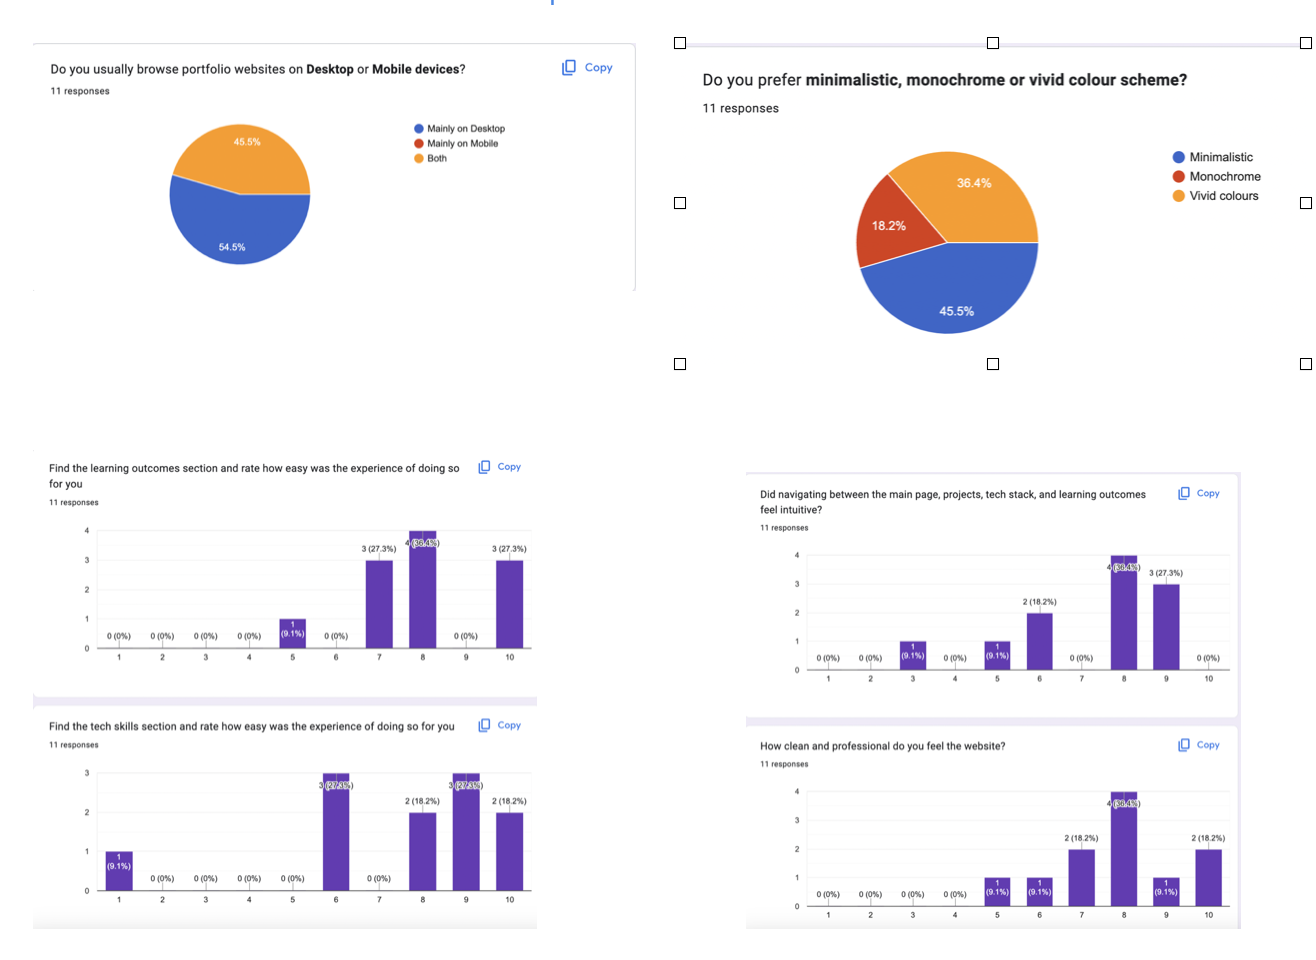 Do you usually browse portfolio websites on Desktop or Mobile devices?
Copy
11 responses
Mainly on Desktop
Mainly on Mobile
Both
45.5%
54.5%
Do you prefer minimalistic, monochrome or vivid colour scheme?
11 responses
Minimalistic
Monochrome
Vivid colours
36.4%
18.2%
45.5%
Find the learning outcomes section and rate how easy was the experience of doing so
for you
Copy
11 responses
4
3
2
1
0
0 (0%)
0 (0%)
0 (0%)
0 (0%)
1
(9.1%)
0 (0%)
3 (27.3%)
4 (36.4%)
0 (0%)
3 (27.3%)
1 2 3 4 5 6 7 8 9 10
Find the tech skills section and rate how easy was the experience of doing so for you
Copy
11 responses
3
2
1
0
1
(9.1%)
0 (0%)
0 (0%)
0 (0%)
0 (0%)
3 (27.3%)
0 (0%)
2 (18.2%)
3 (27.3%)
2 (18.2%)
1 2 3 4 5 6 7 8 9 10
Did navigating between the main page, projects, tech stack, and learning outcomes
feel intuitive?
Copy
11 responses
4
3
2
1
0
0 (0%)
0 (0%)
1
(9.1%)
0 (0%)
1
(9.1%)
2 (18.2%)
0 (0%)
4 (36.4%)
3 (27.3%)
0 (0%)
1 2 3 4 5 6 7 8 9 10
How clean and professional do you feel the website?
Copy
11 responses
4
3
2
1
0
0 (0%)
0 (0%)
0 (0%)
0 (0%)
1
(9.1%)
1
(9.1%)
2 (18.2%)
4 (36.4%)
1
(9.1%)
2 (18.2%)
1 2 3 4 5 6 7 8 9 10